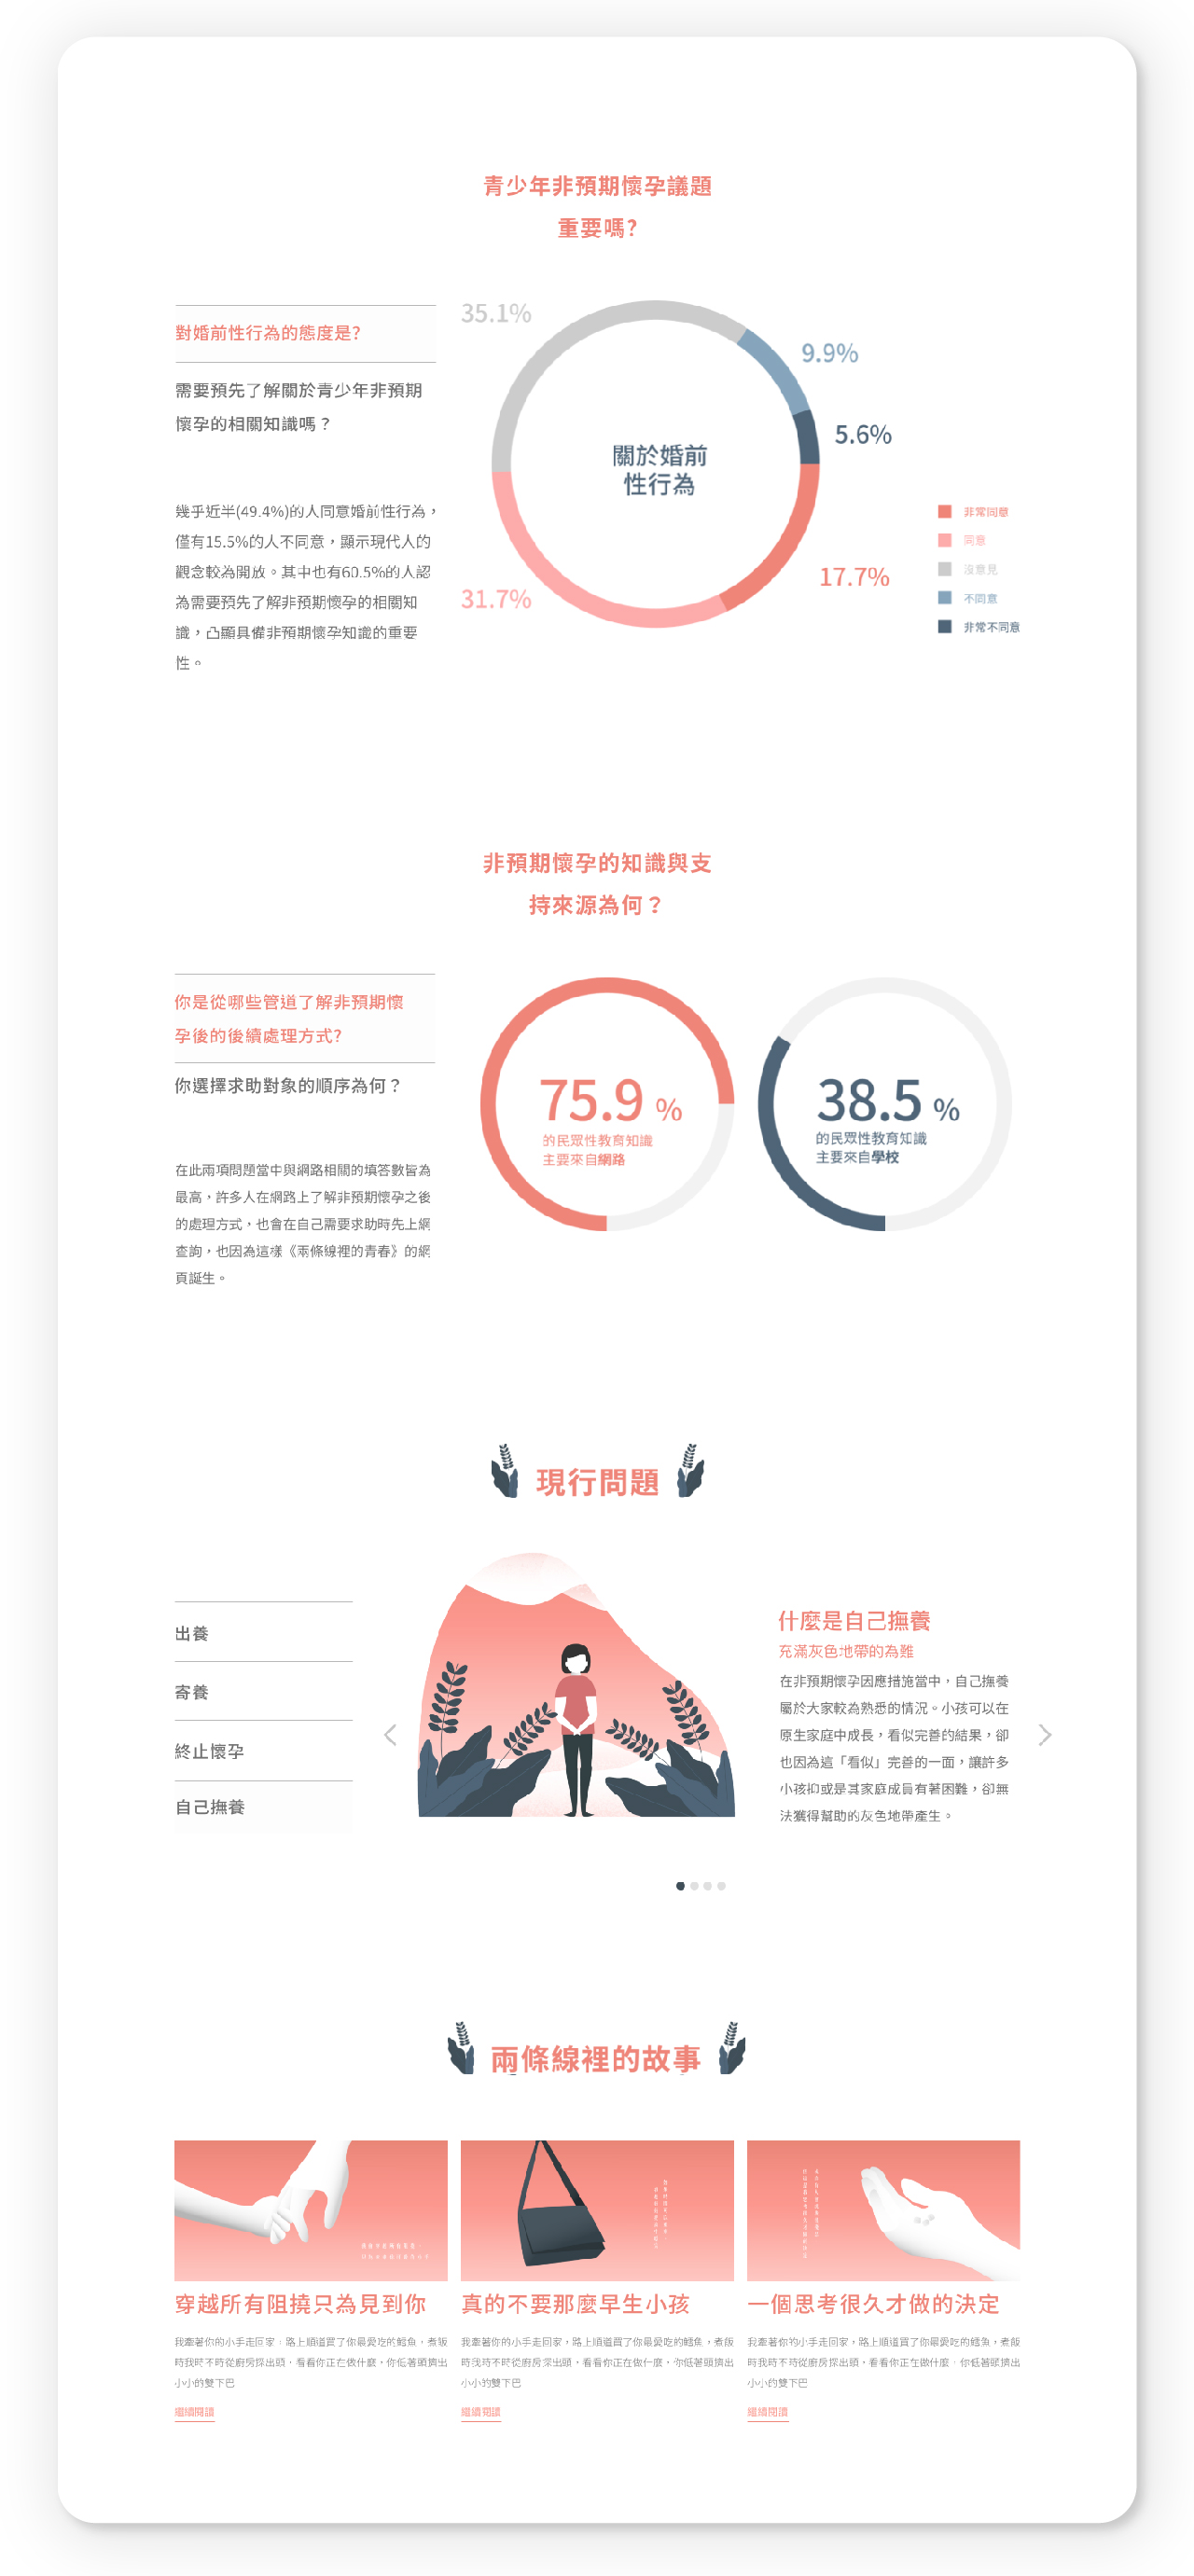 青少年非預期懷孕議題
重要嗎?
對婚前性行為的態度是?
需要預先了解關於青少年非預期
懷孕的相關知識嗎？
幾乎近半(49.4%)的人同意婚前性行為，
僅有15.5%的人不同意，顯示現代人的
觀念較為開放。其中也有60.5%的人認
為需要預先了解非預期懷孕的相關知
識，凸顯具備非預期懷孕知識的重要
性。
35.1%
9.9%
5.6%
17.7%
31.7%
關於婚前
性行為
非常同意
同意
沒意見
不同意
非常不同意
非預期懷孕的知識與支
持來源為何？
你是從哪些管道了解非預期懷
孕後的後續處理方式?
你選擇求助對象的順序為何？
在此兩項問題當中與網路相關的填答數皆為
最高，許多人在網路上了解非預期懷孕之後
的處理方式，也會在自己需要求助時先上網
查詢，也因為這樣《兩條線裡的青春》的網
頁誕生。
75.9 %
的民眾性教育知識
主要來自網路
38.5 %
的民眾性教育知識
主要來自學校
現行問題
出養
寄養
終止懷孕
自己撫養
什麼是自己撫養
充滿灰色地帶的為難
在非預期懷孕因應措施當中，自己撫養
屬於大家較為熟悉的情況。小孩可以在
原生家庭中成長，看似完善的結果，卻
也因為這「看似」完善的一面，讓許多
小孩抑或是其家庭成員有著困難，卻無
法獲得幫助的灰色地帶產生。
兩條線裡的故事
穿越所有阻撓只為見到你
我牽著你的小手走回家，路上順道買了你最愛吃的鱈魚，煮飯
時我時不時從廚房探出頭，看看你正在做什麼，你低著頭擠出
小小的雙下巴
繼續閱讀
真的不要那麼早生小孩
我牽著你的小手走回家，路上順道買了你最愛吃的鱈魚，煮飯
時我時不時從廚房探出頭，看看你正在做什麼，你低著頭擠出
小小的雙下巴
繼續閱讀
一個思考很久才做的決定
我牽著你的小手走回家，路上順道買了你最愛吃的鱈魚，煮飯
時我時不時從廚房探出頭，看看你正在做什麼，你低著頭擠出
小小的雙下巴
繼續閱讀